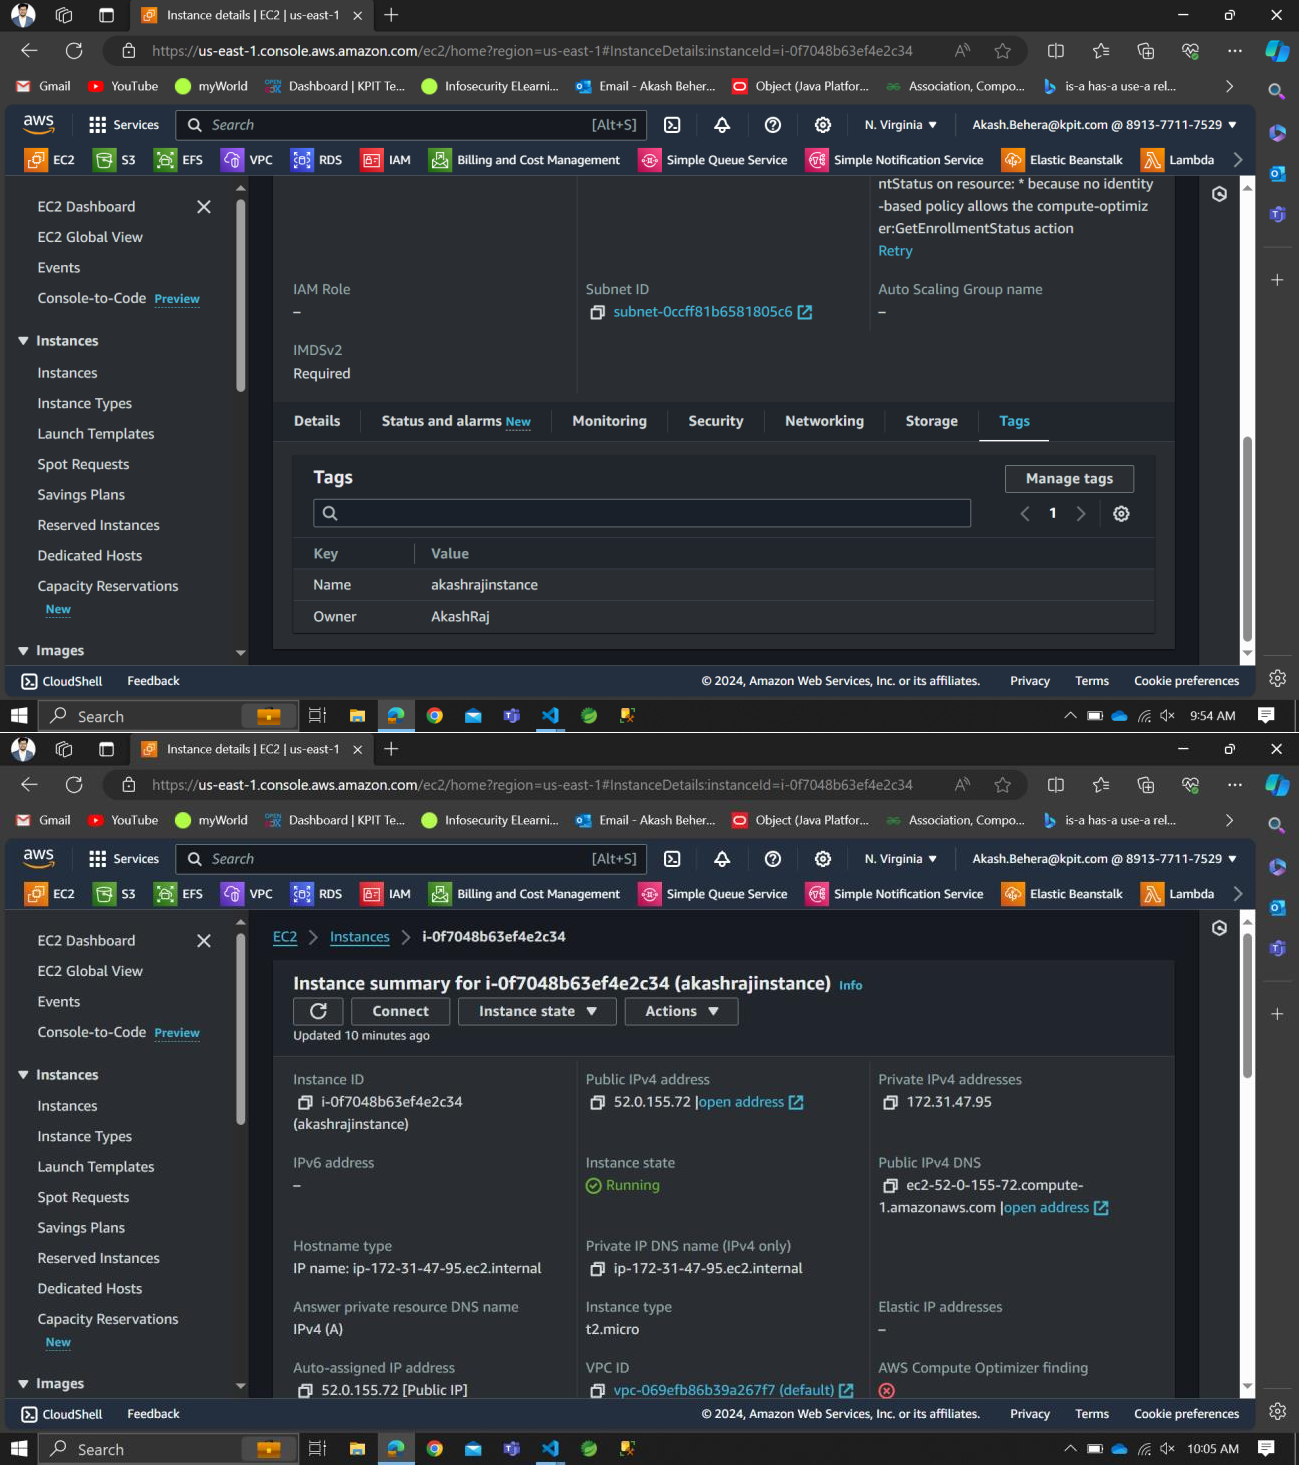 Instance details | EC2 | us-east-1
https://us-east-1.console.aws.amazon.com/ec2/home?region=us-east-1#InstanceDetails:instanceId=i-0f7048b63ef4e2c34
Gmail YouTube myWorld Dashboard | KPIT Te... Infosecurity ELearni... Email - Akash Beher... Object (Java Platfor... Association, Compo... is-a has-a use-a rel...
aws Services Search [Alt+S] N. Virginia Akash.Behera@kpit.com @ 8913-7711-7529
EC2 S3 EFS VPC RDS IAM Billing and Cost Management Simple Queue Service Simple Notification Service Elastic Beanstalk Lambda
EC2 Dashboard
EC2 Global View
Events
Console-to-Code Preview
Instances
Instances
Instance Types
Launch Templates
Spot Requests
Savings Plans
Reserved Instances
Dedicated Hosts
Capacity Reservations
New
Images
ntStatus on resource: * because no identity
-based policy allows the compute-optimiz
er:GetEnrollmentStatus action
Retry
IAM Role
–
Subnet ID
subnet-0ccff81b6581805c6
Auto Scaling Group name
–
IMDSv2
Required
Details Status and alarms New Monitoring Security Networking Storage Tags
Tags
Manage tags
1
Key Value
Name akashrajinstance
Owner AkashRaj
CloudShell Feedback © 2024, Amazon Web Services, Inc. or its affiliates. Privacy Terms Cookie preferences
Search 9:54 AM
Instance details | EC2 | us-east-1
https://us-east-1.console.aws.amazon.com/ec2/home?region=us-east-1#InstanceDetails:instanceId=i-0f7048b63ef4e2c34
Gmail YouTube myWorld Dashboard | KPIT Te... Infosecurity ELearni... Email - Akash Beher... Object (Java Platfor... Association, Compo... is-a has-a use-a rel...
aws Services Search [Alt+S] N. Virginia Akash.Behera@kpit.com @ 8913-7711-7529
EC2 S3 EFS VPC RDS IAM Billing and Cost Management Simple Queue Service Simple Notification Service Elastic Beanstalk Lambda
EC2 Dashboard
EC2 Global View
Events
Console-to-Code Preview
Instances
Instances
Instance Types
Launch Templates
Spot Requests
Savings Plans
Reserved Instances
Dedicated Hosts
Capacity Reservations
New
Images
EC2 Instances i-0f7048b63ef4e2c34
Instance summary for i-0f7048b63ef4e2c34 (akashrajinstance) Info
Connect Instance state Actions
Updated 10 minutes ago
Instance ID
i-0f7048b63ef4e2c34
(akashrajinstance)
Public IPv4 address
52.0.155.72 |open address
Private IPv4 addresses
172.31.47.95
IPv6 address
–
Instance state
Running
Public IPv4 DNS
ec2-52-0-155-72.compute-
1.amazonaws.com |open address
Hostname type
IP name: ip-172-31-47-95.ec2.internal
Private IP DNS name (IPv4 only)
ip-172-31-47-95.ec2.internal
Answer private resource DNS name
IPv4 (A)
Instance type
t2.micro
Elastic IP addresses
–
Auto-assigned IP address
52.0.155.72 [Public IP]
VPC ID
vpc-069efb86b39a267f7 (default)
AWS Compute Optimizer finding
CloudShell Feedback © 2024, Amazon Web Services, Inc. or its affiliates. Privacy Terms Cookie preferences
Search 10:05 AM